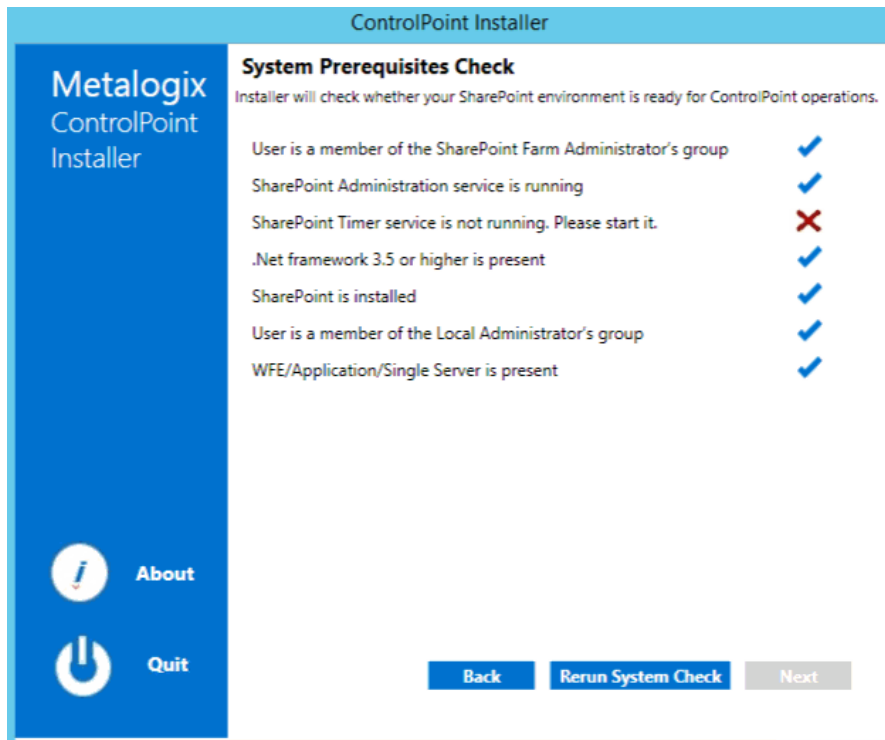 ControlPoint Installer
Metalogix
ControlPoint
Installer
System Prerequisites Check
Installer will check whether your SharePoint environment is ready for ControlPoint operations.
User is a member of the SharePoint Farm Administrator's group
SharePoint Administration service is running
SharePoint Timer service is not running. Please start it.
.Net framework 3.5 or higher is present
SharePoint is installed
User is a member of the Local Administrator's group
WFE/Application/Single Server is present
About
Quit
Back
Rerun System Check
Next